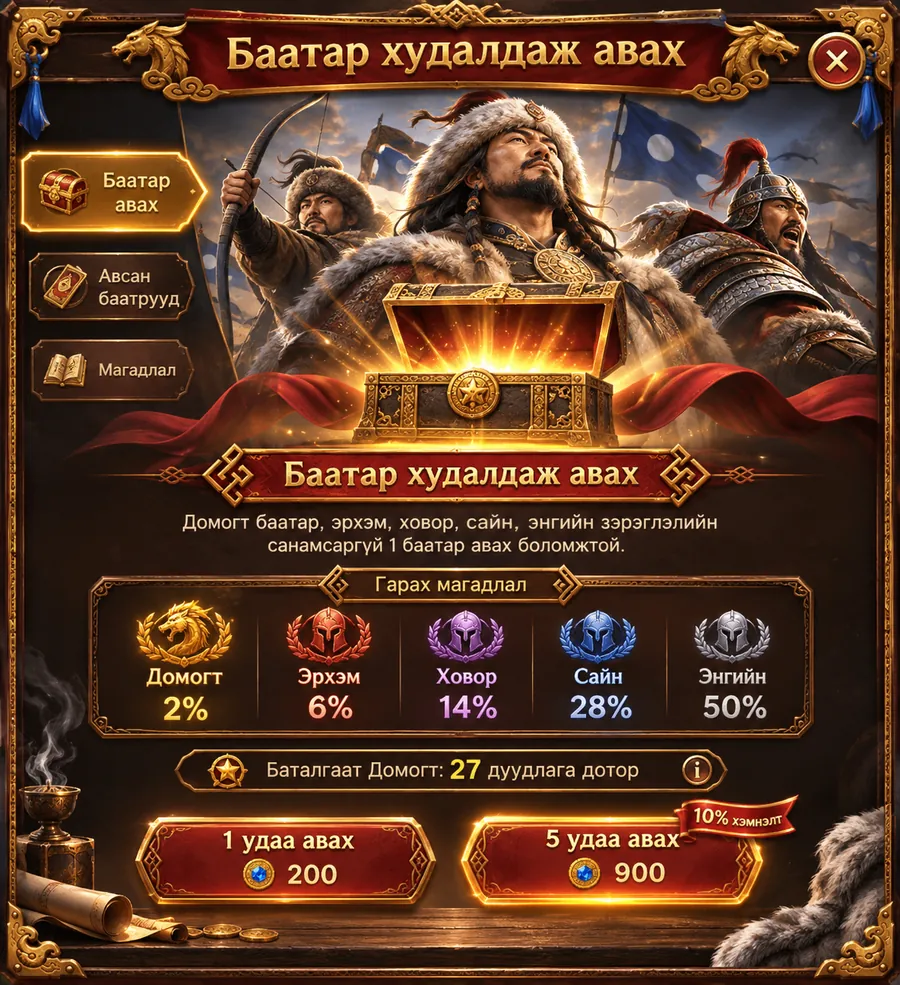 Баатар худалдаж авах
Баатар
авах
Авсан
баатрууд
Магадлал
Баатар худалдаж авах
Домогт баатар, эрхэм, ховор, сайн, энгийн зэрэглэлийн
санамсаргүй 1 баатар авах боломжтой.
Гарах магадлал
Домогт
2%
Эрхэм
6%
Ховор
14%
Сайн
28%
Энгийн
50%
Баталгаат Домогт: 27 дуудлага дотор
1 удаа авах
200
10% хэмнэлт
5 удаа авах
900